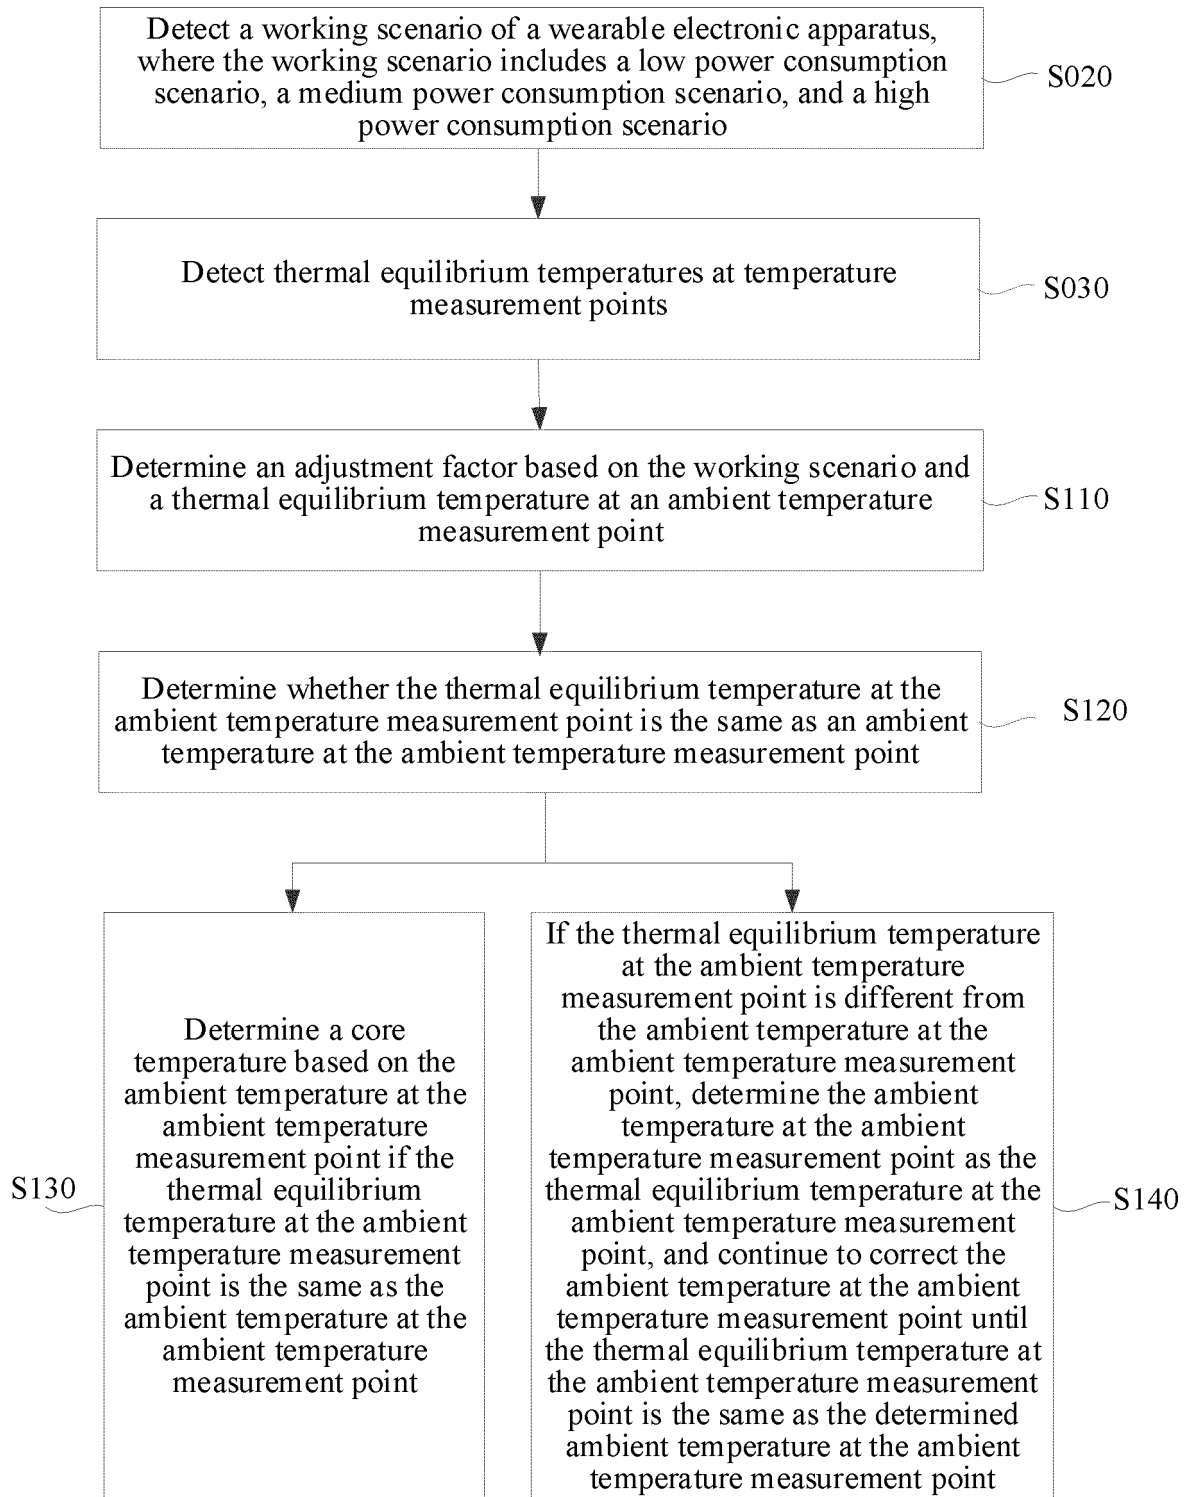 Detect a working scenario of a wearable electronic apparatus,
where the working scenario includes a low power consumption
scenario, a medium power consumption scenario, and a high
power consumption scenario
S020
Detect thermal equilibrium temperatures at temperature
measurement points
S030
Determine an adjustment factor based on the working scenario and
a thermal equilibrium temperature at an ambient temperature
measurement point
S110
Determine whether the thermal equilibrium temperature at the
ambient temperature measurement point is the same as an ambient
temperature at the ambient temperature measurement point
S120
Determine a core
temperature based on the
ambient temperature at the
ambient temperature
measurement point if the
thermal equilibrium
temperature at the ambient
temperature measurement
point is the same as the
ambient temperature at the
ambient temperature
measurement point
S130
If the thermal equilibrium temperature
at the ambient temperature
measurement point is different from
the ambient temperature at the
ambient temperature measurement
point, determine the ambient
temperature at the ambient
temperature measurement point as the
thermal equilibrium temperature at the
ambient temperature measurement
point, and continue to correct the
ambient temperature at the ambient
temperature measurement point until
the thermal equilibrium temperature at
the ambient temperature measurement
point is the same as the determined
ambient temperature at the ambient
temperature measurement point
S140